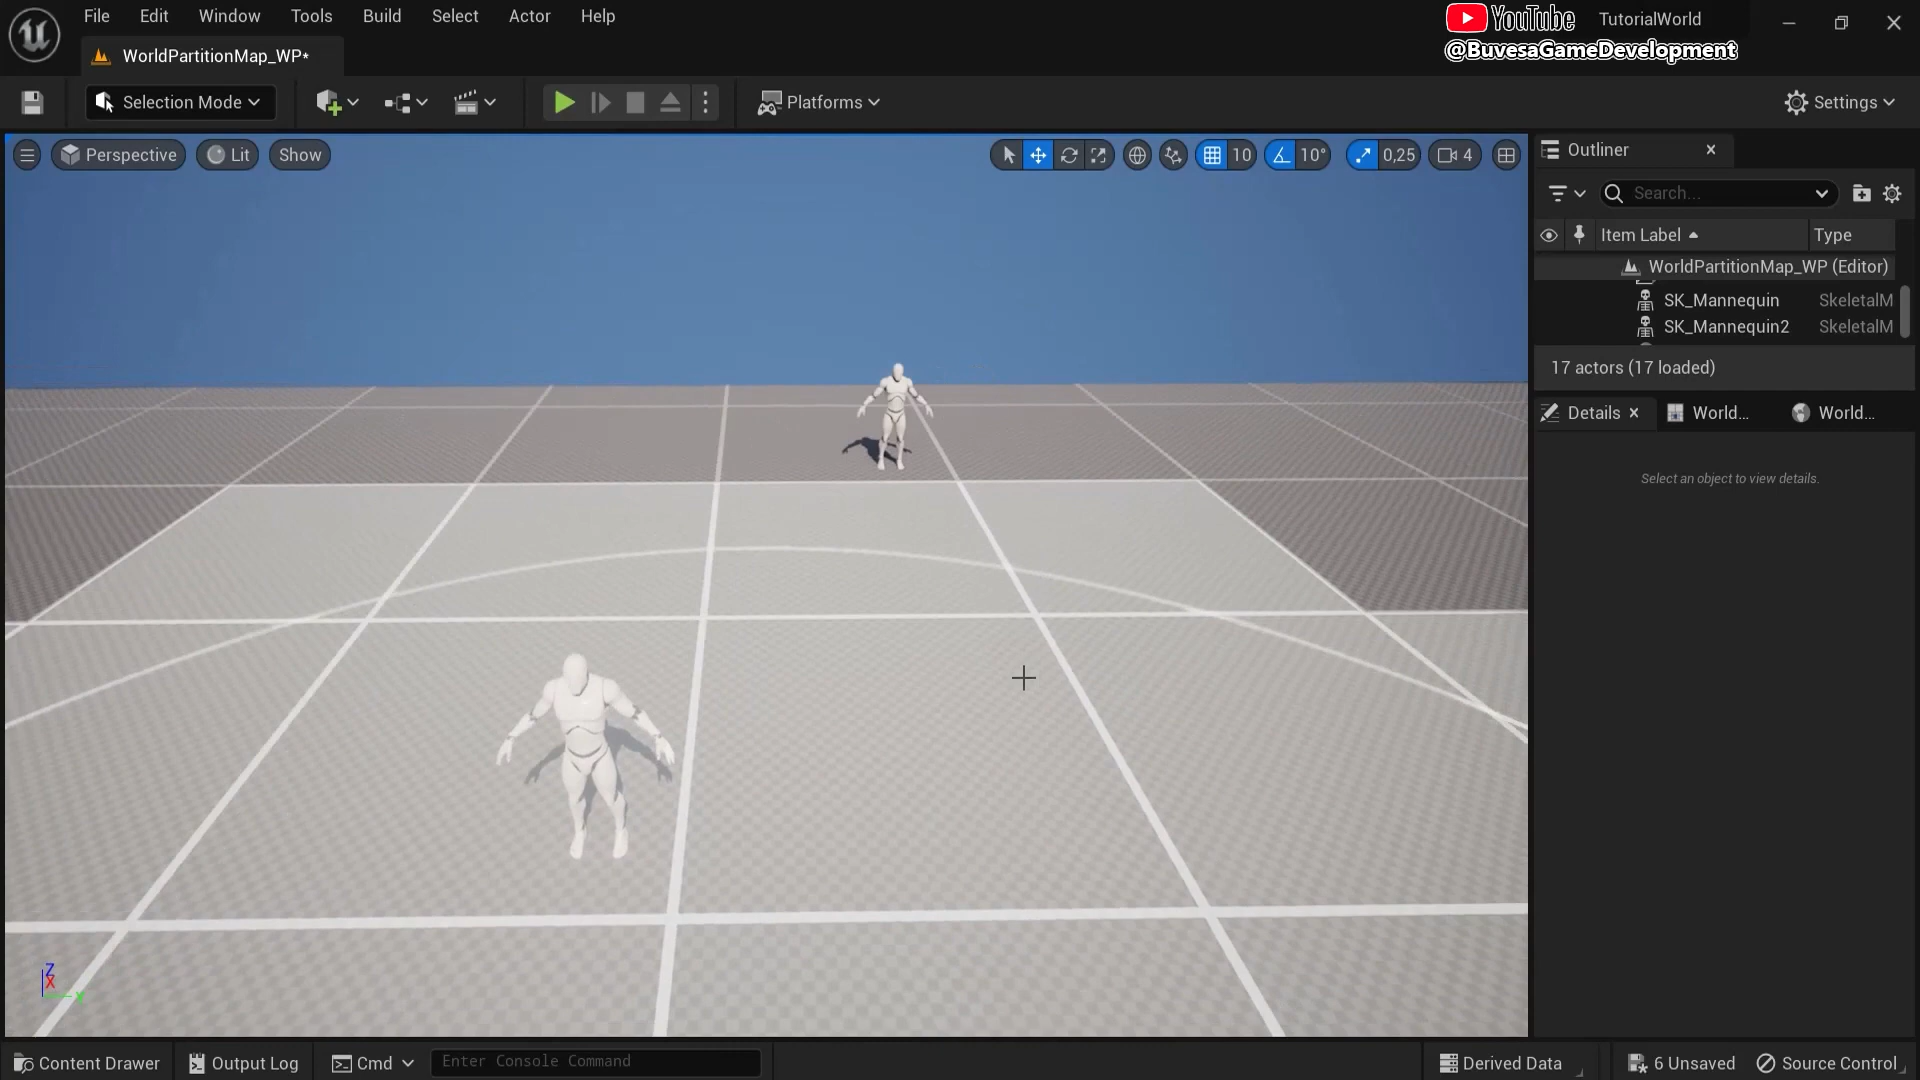 File Edit Window Tools Build Select Actor Help
YouTube TutorialWorld
@BuvesaGameDevelopment
WorldPartitionMap_WP*
Selection Mode Platforms Settings
Perspective Lit Show 10 10° 0,25 4
Outliner
Search...
Item Label Type
WorldPartitionMap_WP (Editor)
SK_Mannequin SkeletalM
SK_Mannequin2 SkeletalM
17 actors (17 loaded)
Details World... World...
Select an object to view details.
Z
X
Y
Content Drawer Output Log Cmd Enter Console Command Derived Data 6 Unsaved Source Control